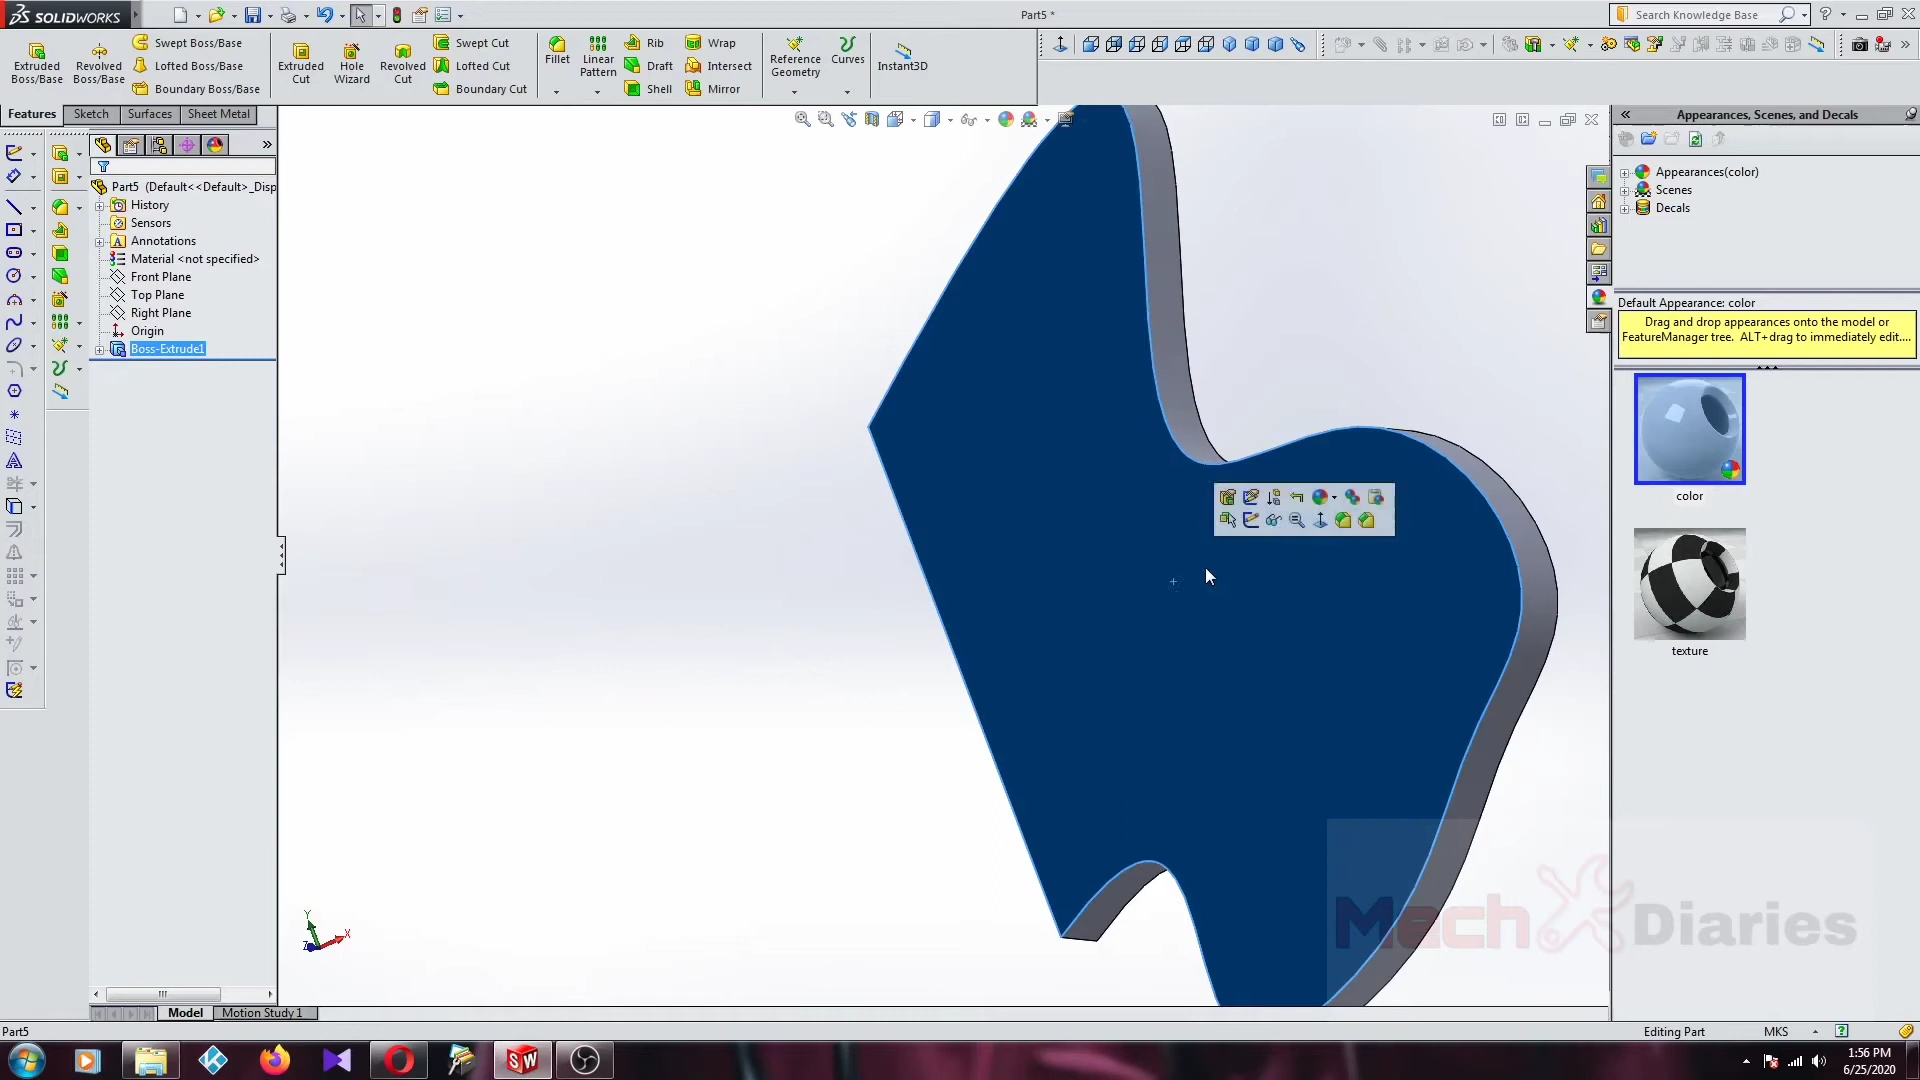 SOLIDWORKS
Part5 *
Search Knowledge Base
Extruded Boss/Base
Revolved Boss/Base
Swept Boss/Base
Lofted Boss/Base
Boundary Boss/Base
Extruded Cut
Hole Wizard
Revolved Cut
Swept Cut
Lofted Cut
Boundary Cut
Fillet
Linear Pattern
Rib
Draft
Shell
Wrap
Intersect
Mirror
Reference Geometry
Curves
Instant3D
Features
Sketch
Surfaces
Sheet Metal
Part5 (Default<<Default>_Disp
History
Sensors
Annotations
Material <not specified>
Front Plane
Top Plane
Right Plane
Origin
Boss-Extrude1
Appearances, Scenes, and Decals
Appearances(color)
Scenes
Decals
Default Appearance: color
Drag and drop appearances onto the model or
FeatureManager tree. ALT+drag to immediately edit....
color
texture
Y
X
Z
Mach Diaries
Model
Motion Study 1
Part5
Editing Part
MKS
1:56 PM
6/25/2020